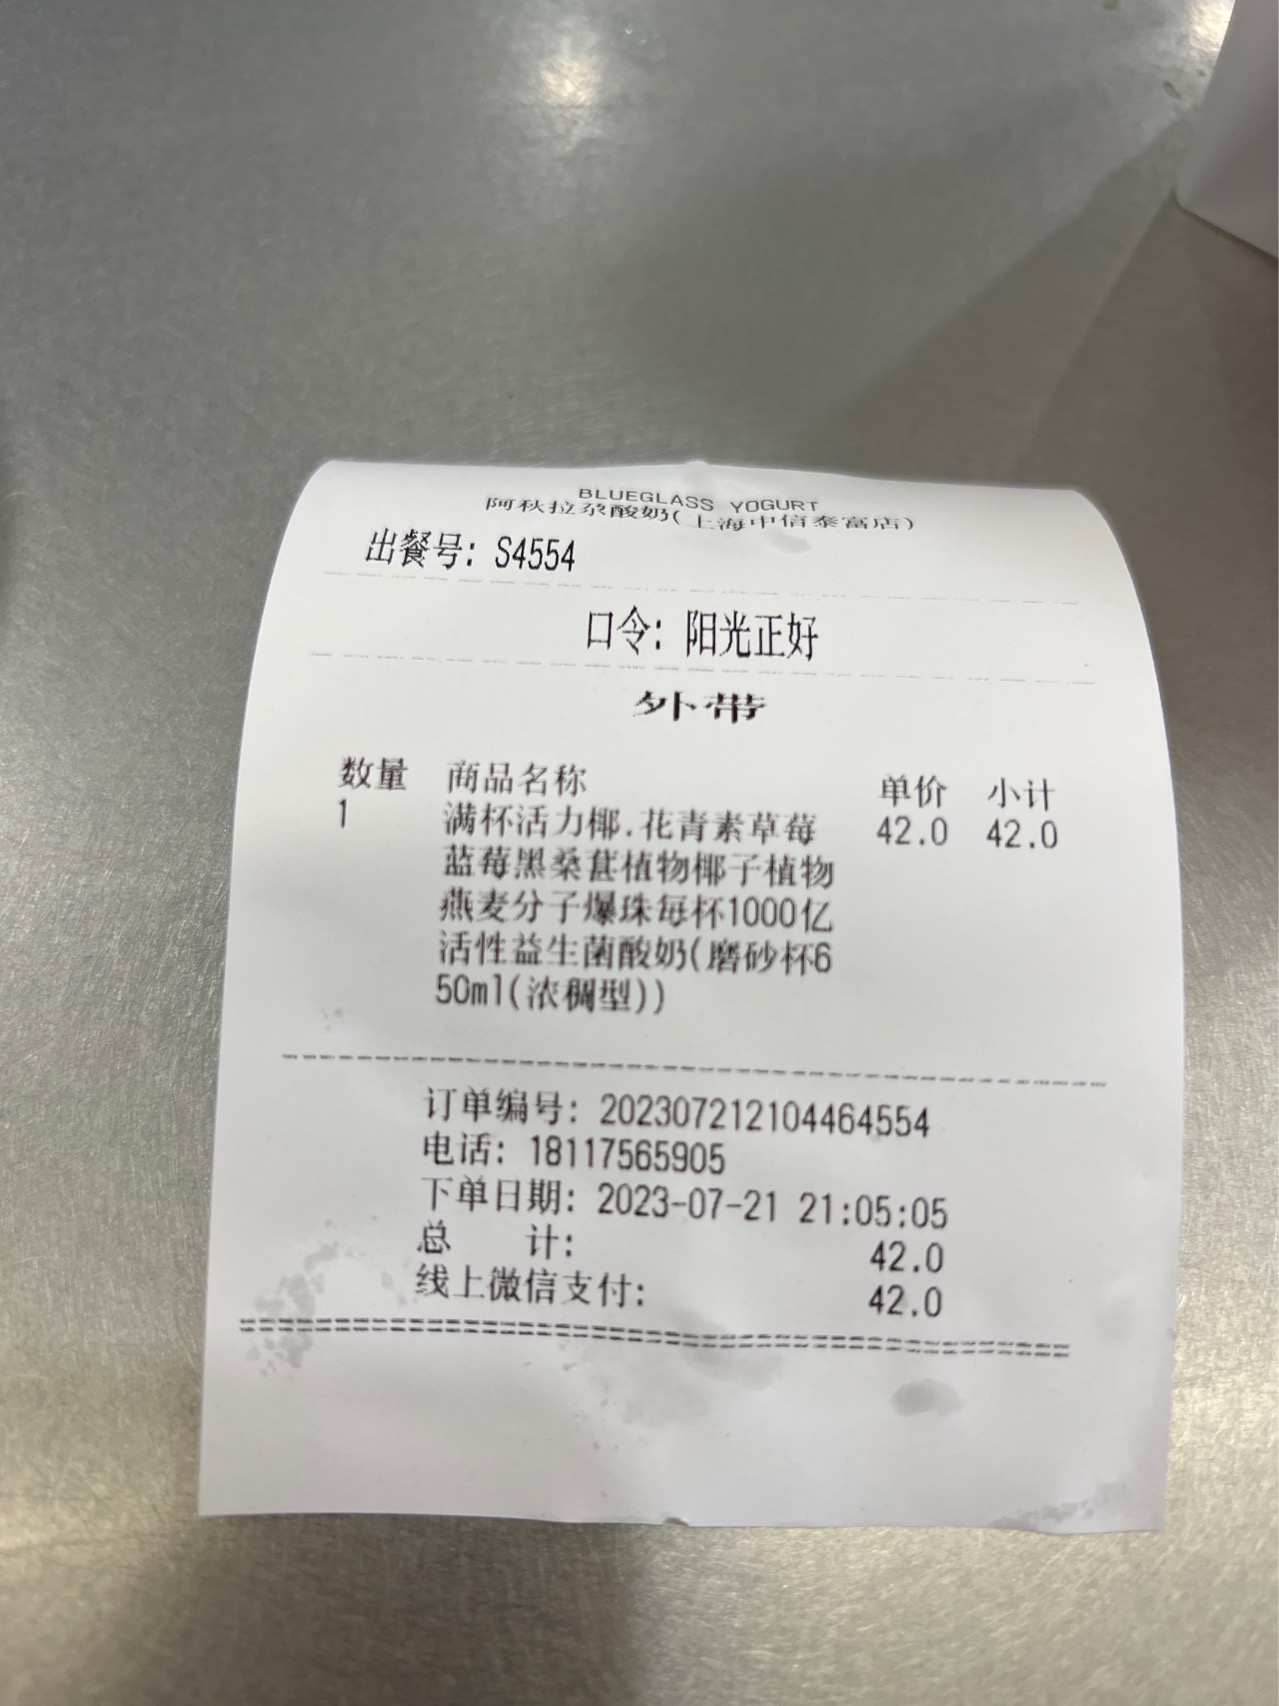 BLUEGLASS YOGURT
阿秋拉尕酸奶(上海中信泰富店)
出餐号: S4554
口令: 阳光正好
外带
数量 商品名称 单价 小计
1 满杯活力椰.花青素草莓 42.0 42.0
蓝莓黑桑葚植物椰子植物
燕麦分子爆珠每杯1000亿
活性益生菌酸奶(磨砂杯6
50ml(浓稠型))
订单编号: 202307212104464554
电话: 18117565905
下单日期: 2023-07-21 21:05:05
总 计: 42.0
线上微信支付: 42.0